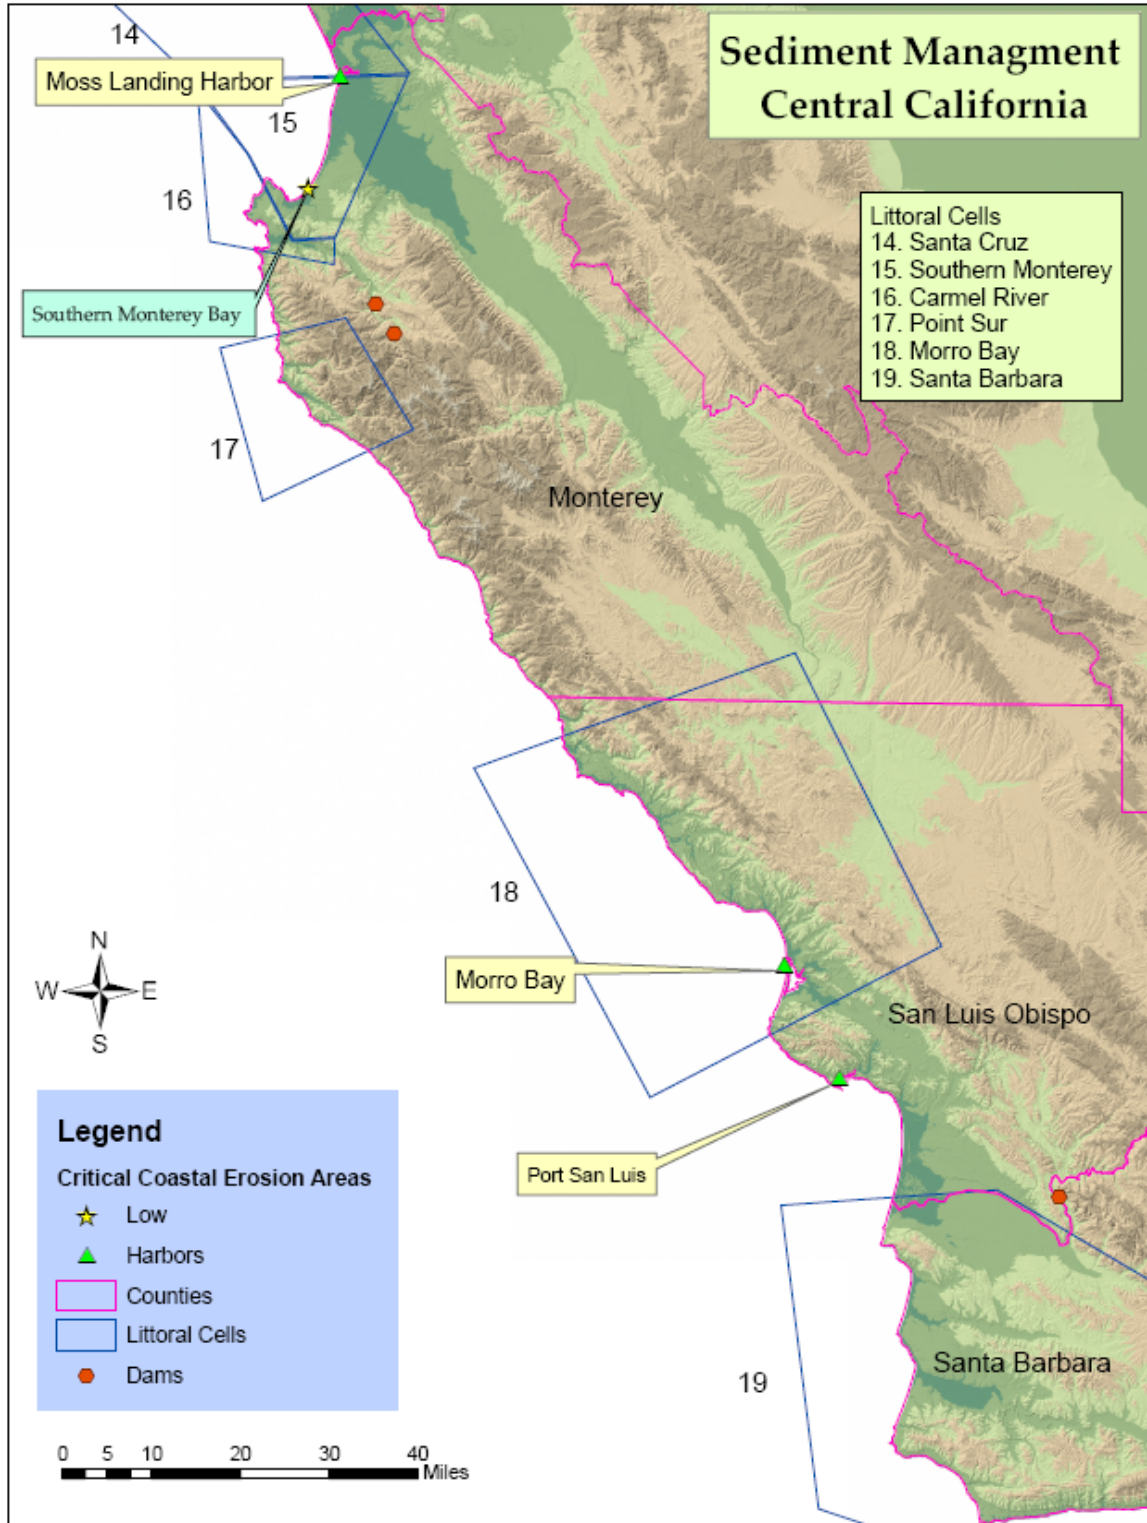 Sediment Managment
Central California
14
Moss Landing Harbor
15
16
Southern Monterey Bay
17
Littoral Cells
14. Santa Cruz
15. Southern Monterey
16. Carmel River
17. Point Sur
18. Morro Bay
19. Santa Barbara
Monterey
18
Morro Bay
San Luis Obispo
Port San Luis
N
W E
S
19
Santa Barbara
Legend
Critical Coastal Erosion Areas
Low
Harbors
Counties
Littoral Cells
Dams
0 5 10 20 30 40
Miles